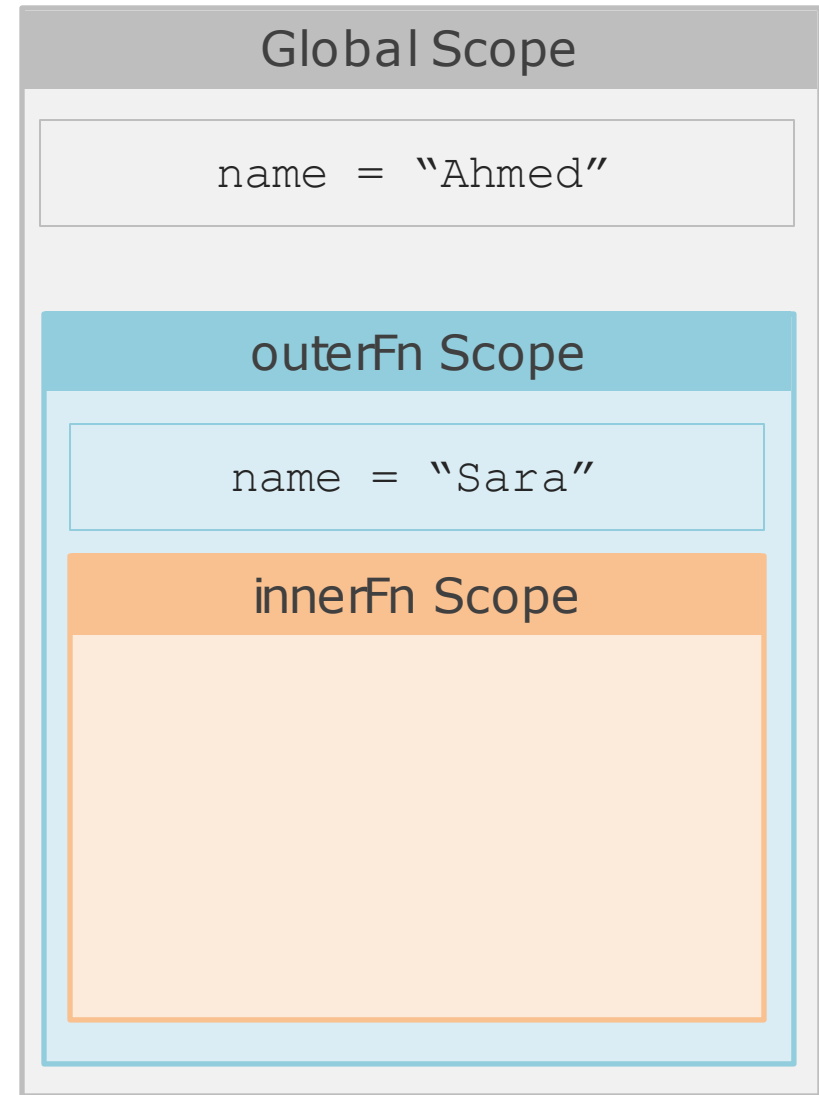 Global Scope
name = “Ahmed”
outerFn Scope
name = “Sara”
innerFn Scope